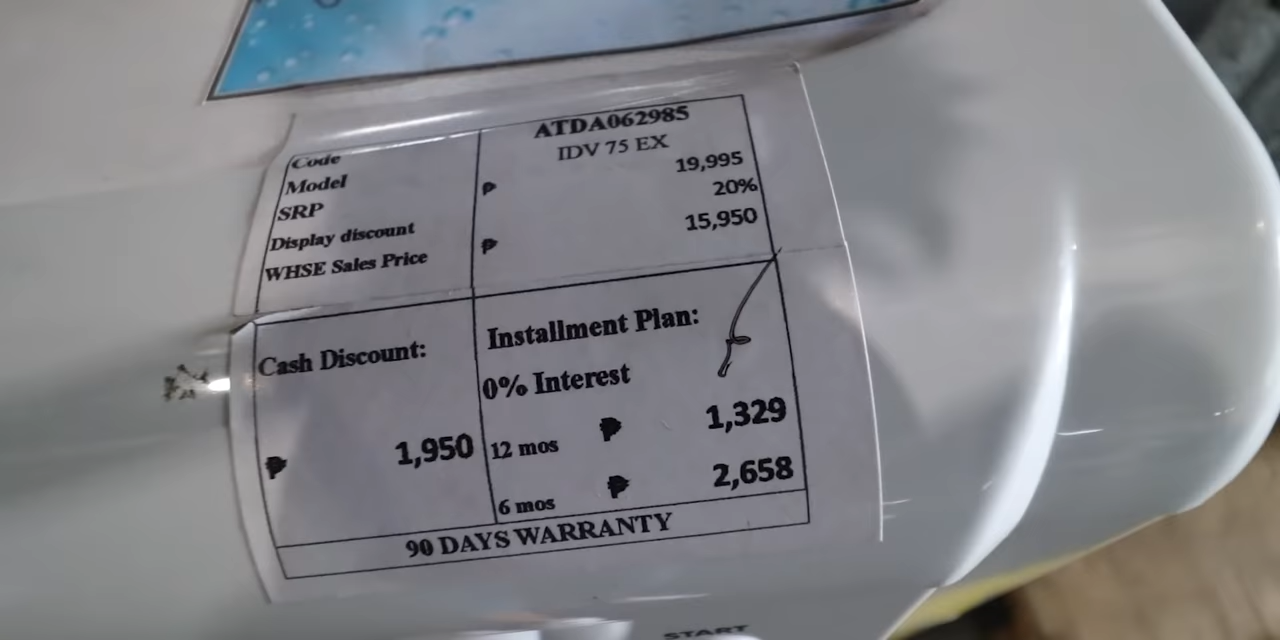 Code ATDA062985
Model IDV 75 EX
SRP ₱ 19,995
Display discount 20%
WHSE Sales Price ₱ 15,950
Cash Discount:
₱ 1,950
Installment Plan:
0% Interest
12 mos ₱ 1,329
6 mos ₱ 2,658
90 DAYS WARRANTY
START